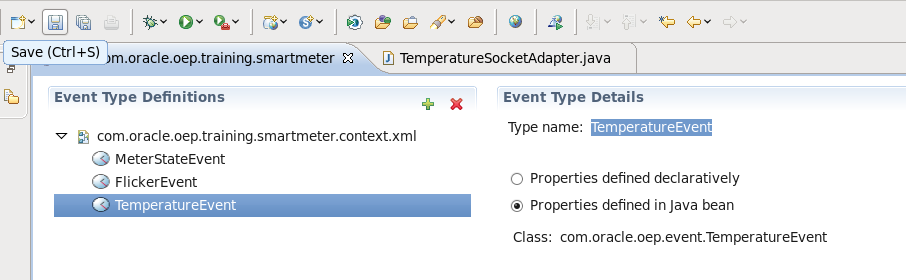 Save (Ctrl+S)
om.oracle.oep.training.smartmeter
TemperatureSocketAdapter.java
Event Type Definitions
com.oracle.oep.training.smartmeter.context.xml
MeterStateEvent
FlickerEvent
TemperatureEvent
Event Type Details
Type name: TemperatureEvent
Properties defined declaratively
Properties defined in Java bean
Class: com.oracle.oep.event.TemperatureEvent